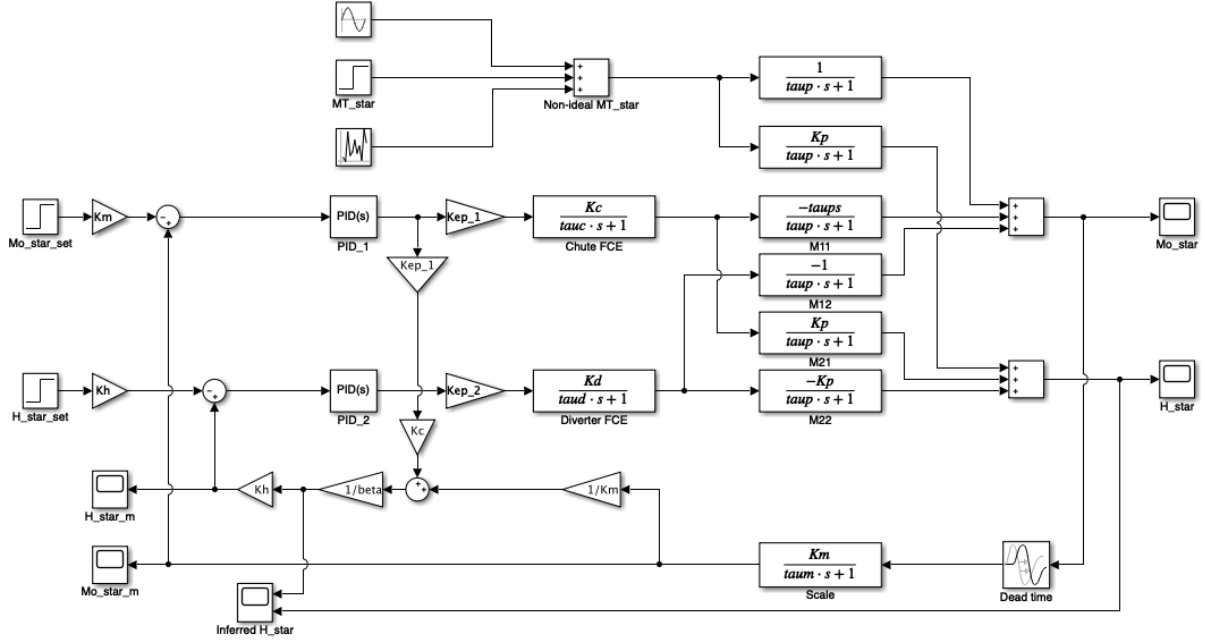 1
taup · s + 1
+
+
+
MT_star
Non-ideal MT_star
Kp
taup · s + 1
Mo_star_set
Km
-
+
PID(s)
PID_1
Kep_1
Kc
tauc · s + 1
Chute FCE
-taups
taup · s + 1
M11
+
+
+
Mo_star
Kep_1
-1
taup · s + 1
M12
Kp
taup · s + 1
M21
H_star_set
Kh
-
+
PID(s)
PID_2
Kep_2
Kd
taud · s + 1
Diverter FCE
-Kp
taup · s + 1
M22
+
+
+
H_star
Kc
H_star_m
Kh
1/beta
+
+
1/Km
Mo_star_m
Km
taum · s + 1
Scale
Dead time
Inferred H_star